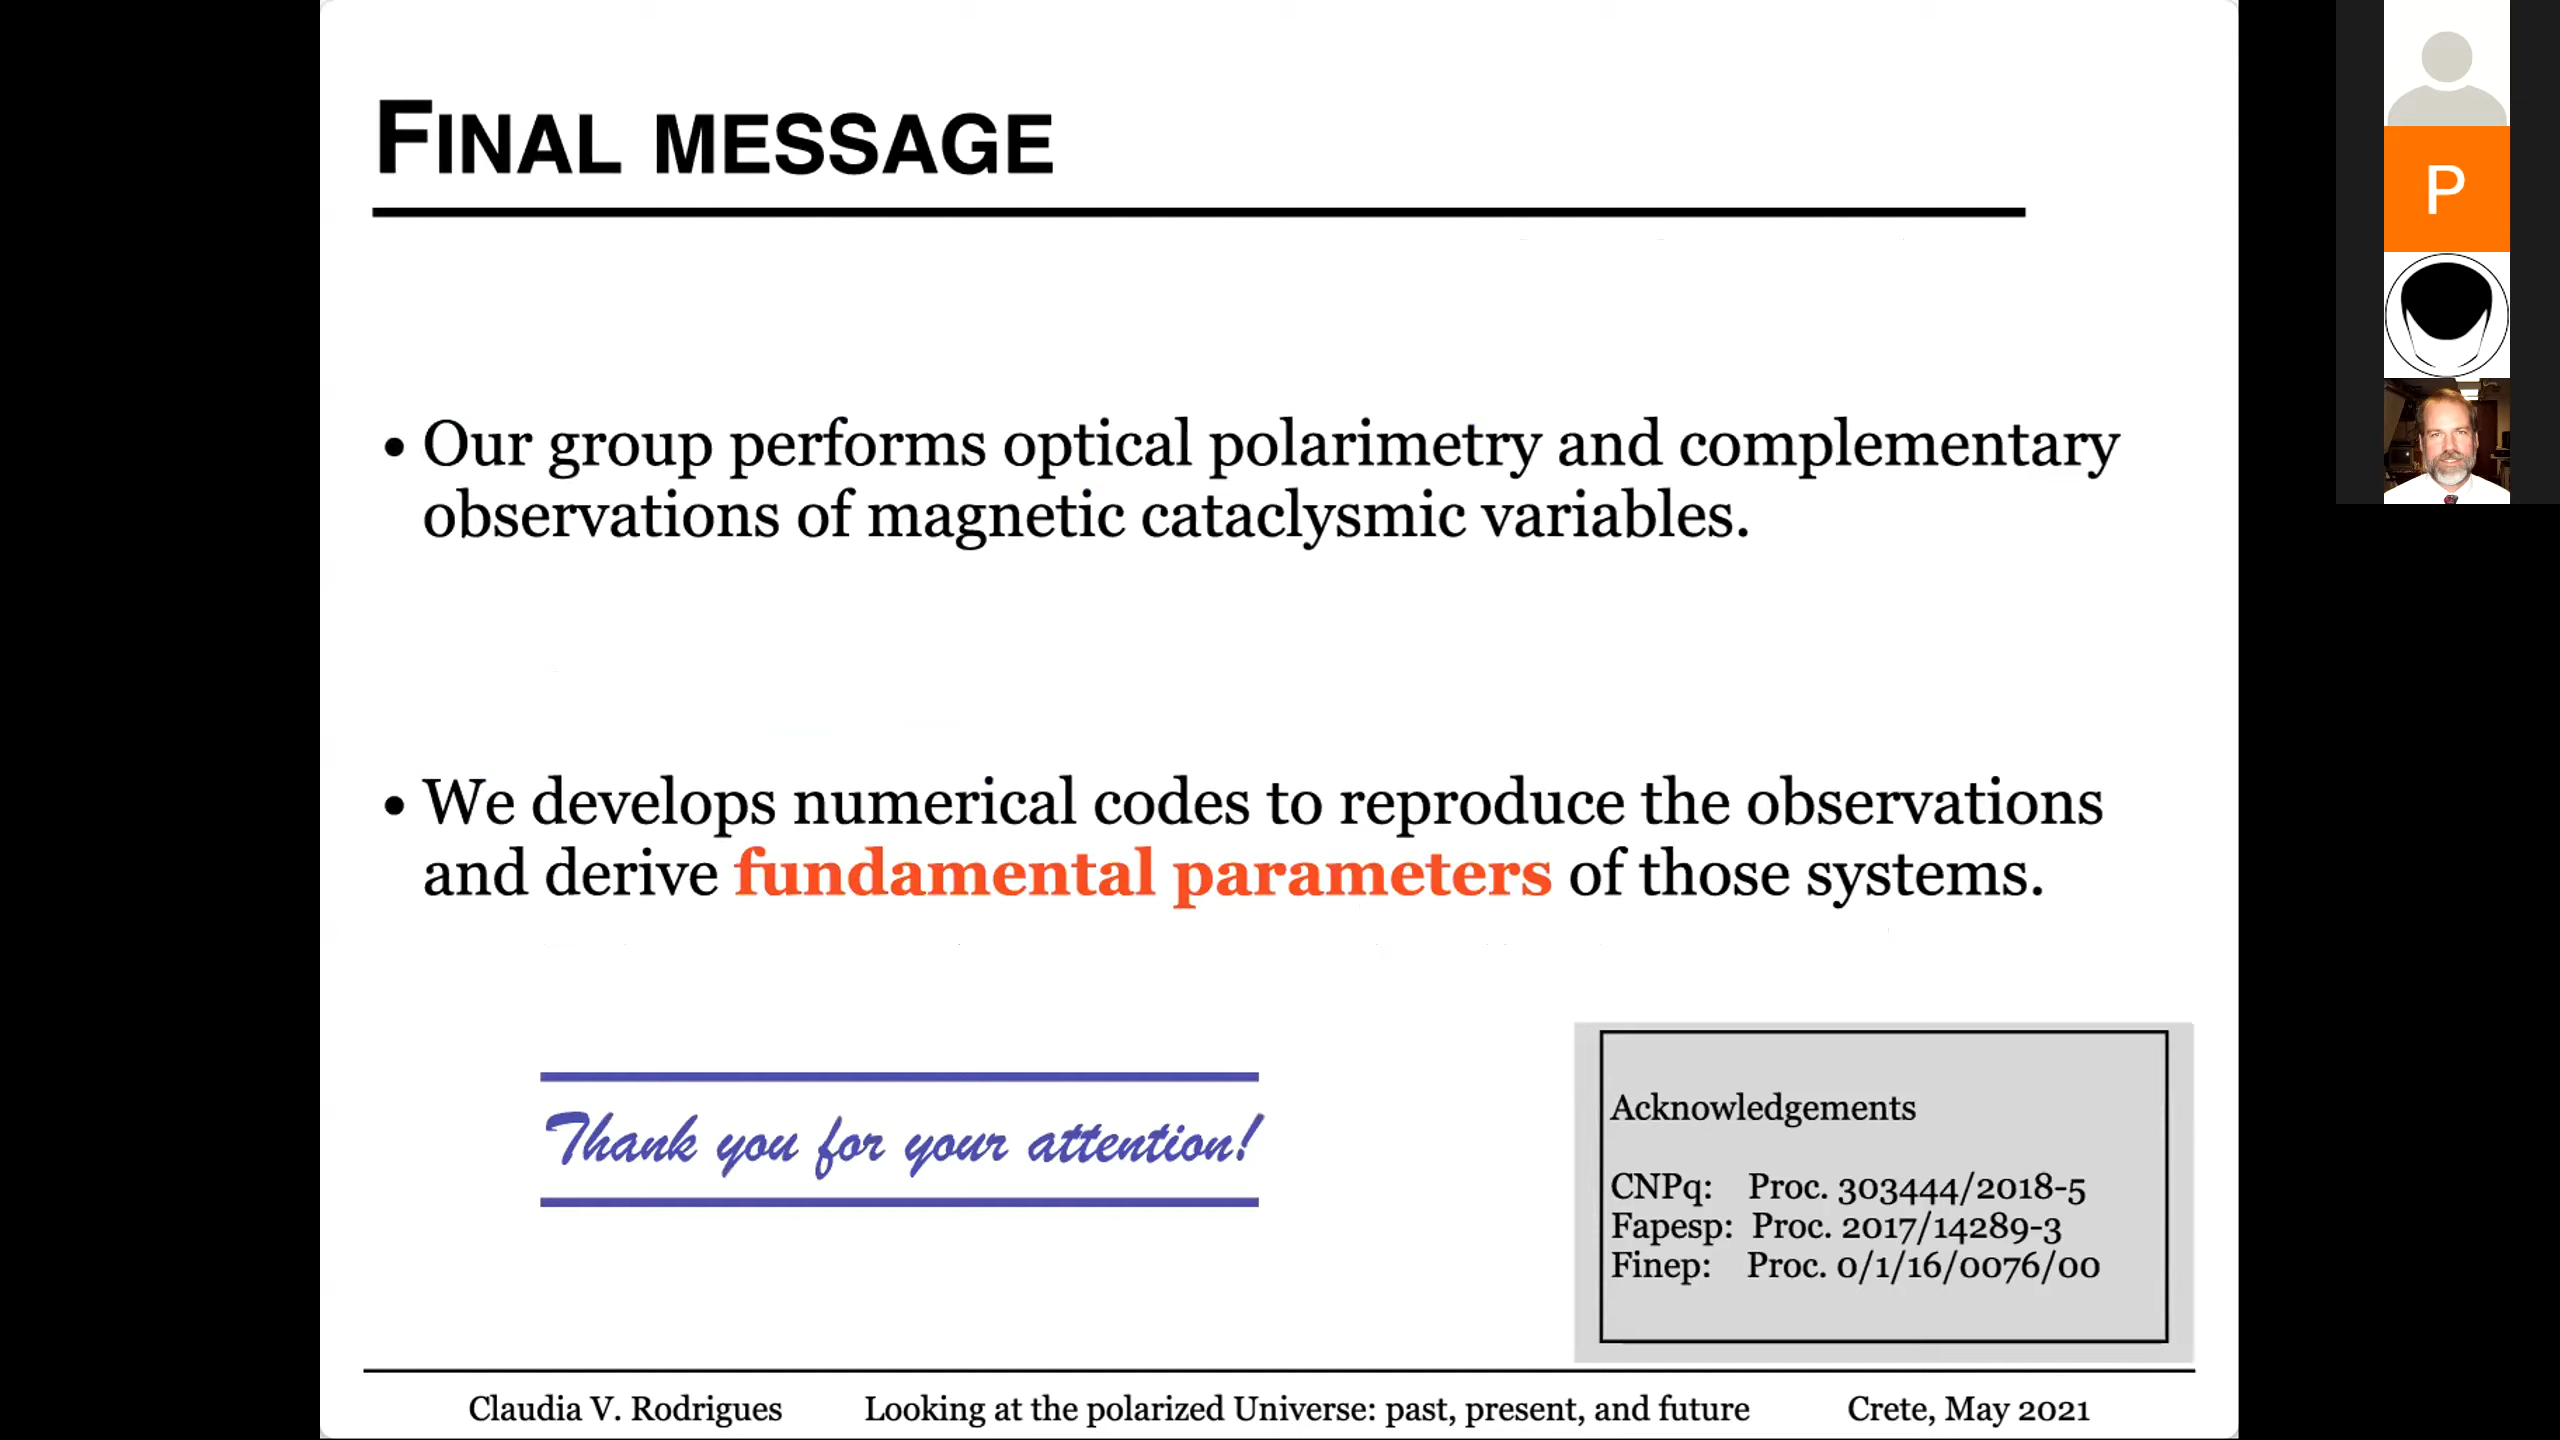 FINAL MESSAGE
• Our group performs optical polarimetry and complementary
observations of magnetic cataclysmic variables.
• We develops numerical codes to reproduce the observations
and derive fundamental parameters of those systems.
Thank you for your attention!
Acknowledgements
CNPq: Proc. 303444/2018-5
Fapesp: Proc. 2017/14289-3
Finep: Proc. 0/1/16/0076/00
Claudia V. Rodrigues Looking at the polarized Universe: past, present, and future Crete, May 2021
P